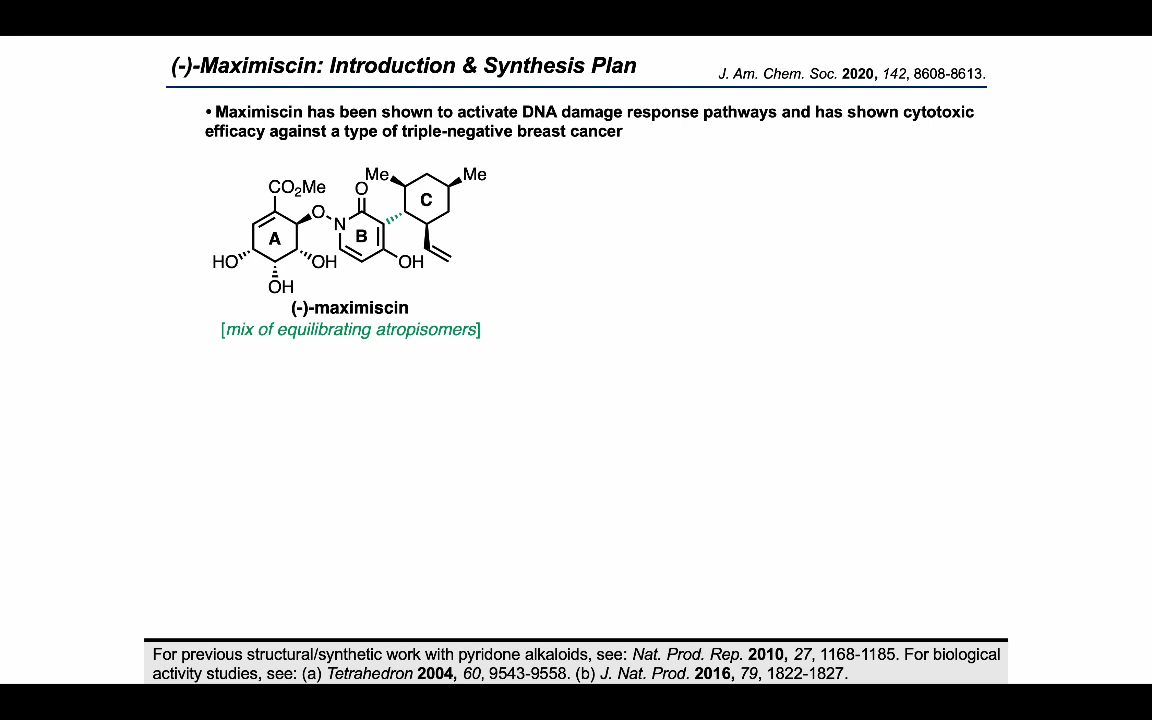 (-)-Maximiscin: Introduction & Synthesis Plan
J. Am. Chem. Soc. 2020, 142, 8608-8613.
• Maximiscin has been shown to activate DNA damage response pathways and has shown cytotoxic
efficacy against a type of triple-negative breast cancer
CO2Me
O
N
O
Me
Me
A
B
C
HO
OH
OH
OH
(-)-maximiscin
[mix of equilibrating atropisomers]
For previous structural/synthetic work with pyridone alkaloids, see: Nat. Prod. Rep. 2010, 27, 1168-1185. For biological
activity studies, see: (a) Tetrahedron 2004, 60, 9543-9558. (b) J. Nat. Prod. 2016, 79, 1822-1827.